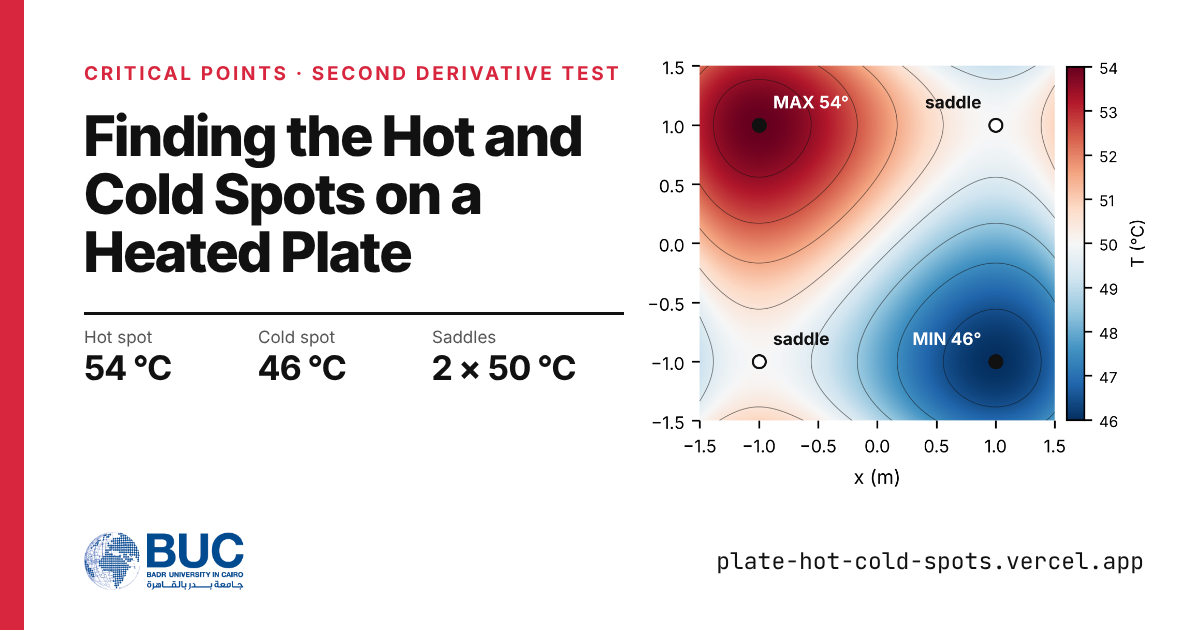 CRITICAL POINTS · SECOND DERIVATIVE TEST
Finding the Hot and
Cold Spots on a
Heated Plate
Hot spot
54 °C
Cold spot
46 °C
Saddles
2 × 50 °C
MAX 54°
saddle
saddle
MIN 46°
1.5
1.0
0.5
0.0
−0.5
−1.0
−1.5
−1.5 −1.0 −0.5 0.0 0.5 1.0 1.5
x (m)
54
53
52
51
50
49
48
47
46
T (°C)
BUC
BADR UNIVERSITY IN CAIRO
جامعة بدر بالقاهرة
plate-hot-cold-spots.vercel.app